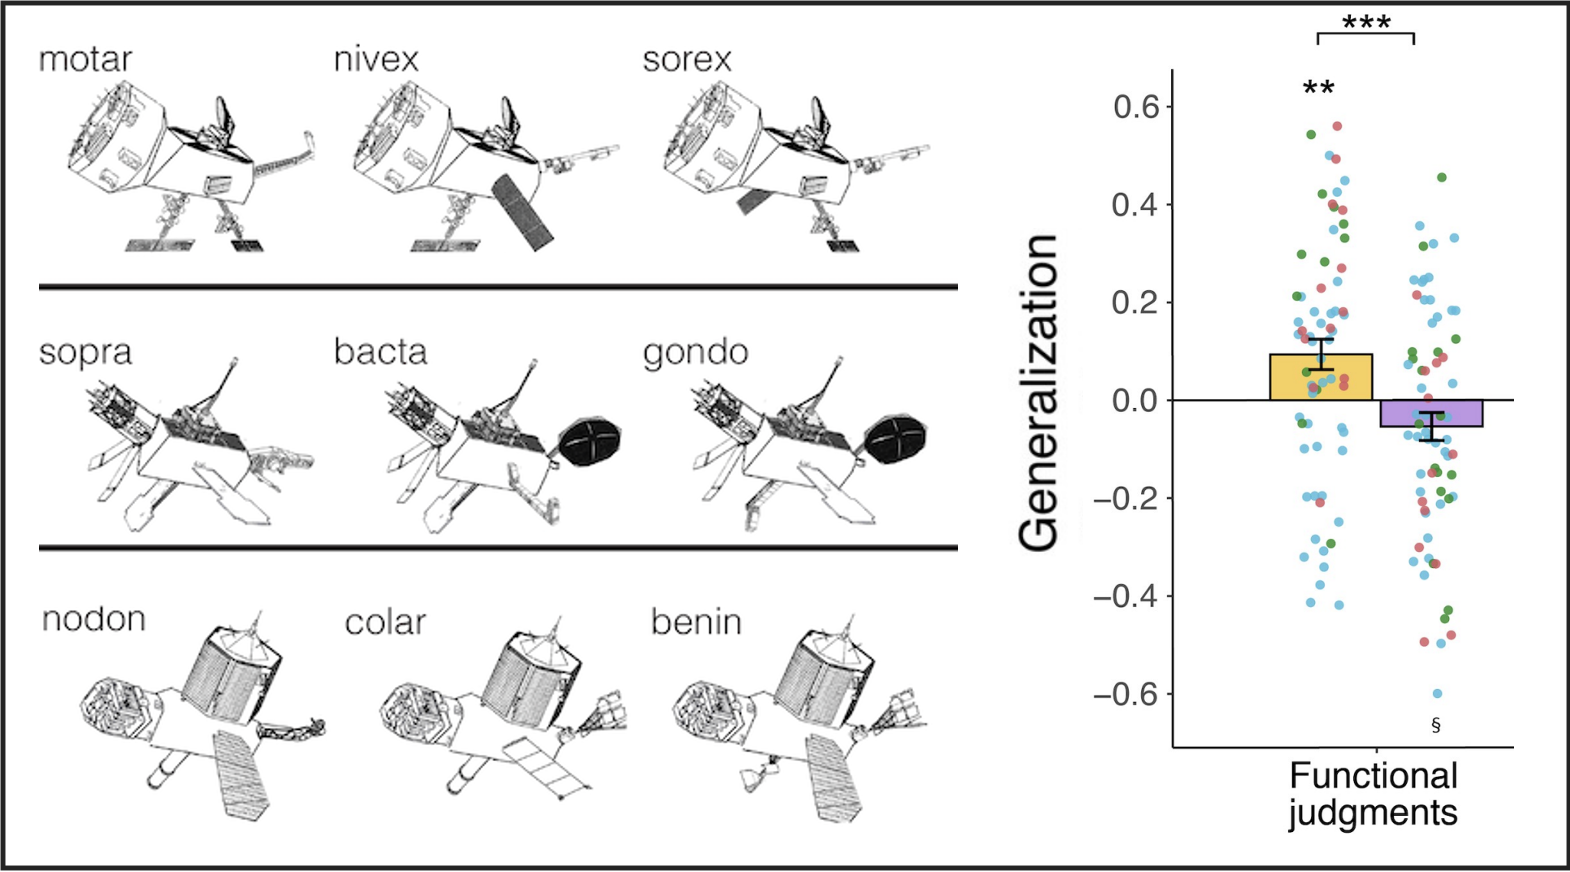 motar
nivex
sorex
sopra
bacta
gondo
nodon
colar
benin
***
**
Generalization
0.6
0.4
0.2
0.0
−0.2
−0.4
−0.6
§
Functional
judgments